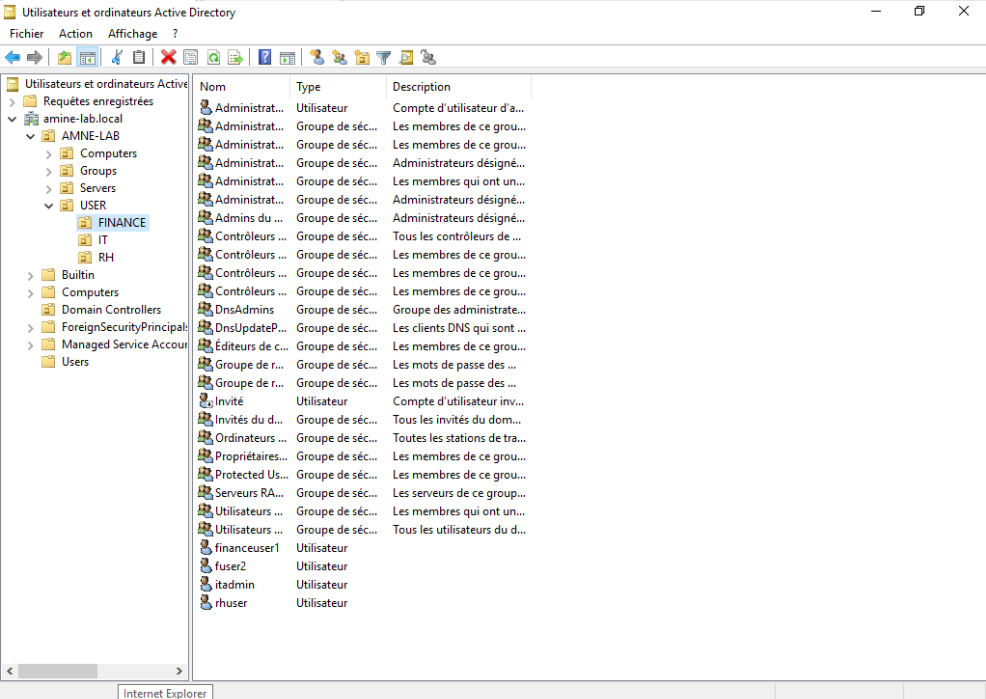 Utilisateurs et ordinateurs Active Directory
Fichier Action Affichage ?
Utilisateurs et ordinateurs Active
Requêtes enregistrées
amine-lab.local
AMNE-LAB
Computers
Groups
Servers
USER
FINANCE
IT
RH
Builtin
Computers
Domain Controllers
ForeignSecurityPrincipals
Managed Service Accour
Users
Nom Type Description
Administrat... Utilisateur Compte d'utilisateur d'a...
Administrat... Groupe de séc... Les membres de ce grou...
Administrat... Groupe de séc... Les membres de ce grou...
Administrat... Groupe de séc... Administrateurs désigné...
Administrat... Groupe de séc... Les membres qui ont un...
Administrat... Groupe de séc... Administrateurs désigné...
Admins du ... Groupe de séc... Administrateurs désigné...
Contrôleurs ... Groupe de séc... Tous les contrôleurs de ...
Contrôleurs ... Groupe de séc... Les membres de ce grou...
Contrôleurs ... Groupe de séc... Les membres de ce grou...
Contrôleurs ... Groupe de séc... Les membres de ce grou...
DnsAdmins Groupe de séc... Groupe des administrate...
DnsUpdateP... Groupe de séc... Les clients DNS qui sont ...
Éditeurs de c... Groupe de séc... Les membres de ce grou...
Groupe de r... Groupe de séc... Les mots de passe des ...
Groupe de r... Groupe de séc... Les mots de passe des ...
Invité Utilisateur Compte d'utilisateur inv...
Invités du d... Groupe de séc... Tous les invités du dom...
Ordinateurs ... Groupe de séc... Toutes les stations de tra...
Propriétaires... Groupe de séc... Les membres de ce grou...
Protected Us... Groupe de séc... Les membres de ce grou...
Serveurs RA... Groupe de séc... Les serveurs de ce group...
Utilisateurs ... Groupe de séc... Les membres qui ont un...
Utilisateurs ... Groupe de séc... Tous les utilisateurs du d...
financeuser1 Utilisateur
fuser2 Utilisateur
itadmin Utilisateur
rhuser Utilisateur
Internet Explorer